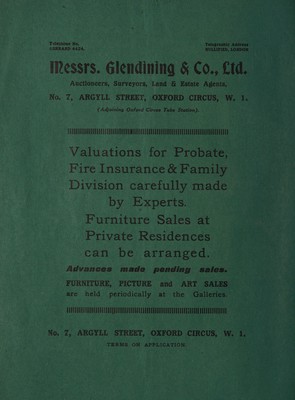 Telephone No.
GERRARD 8474.
Telegraphic Address
Messrs. Glendining & Co., Ltd.
Auctioneers, Surveyors, Land & Estate Agents,
No. 7, ARGYLL STREET, OXFORD CIRCUS, W. 1.
(Adjoining Oxford Circus Tube Station).
Valuations for Probate,
Fire Insurance & Family
Division carefully made
by Experts.
Furniture Sales at
Private Residences
can be arranged.
Advances made pending sales.
FURNITURE, PICTURE and ART SALES
are held periodically at the Galleries.
No. 7, ARGYLL STREET, OXFORD CIRCUS, W. 1.
TERMS ON APPLICATION.